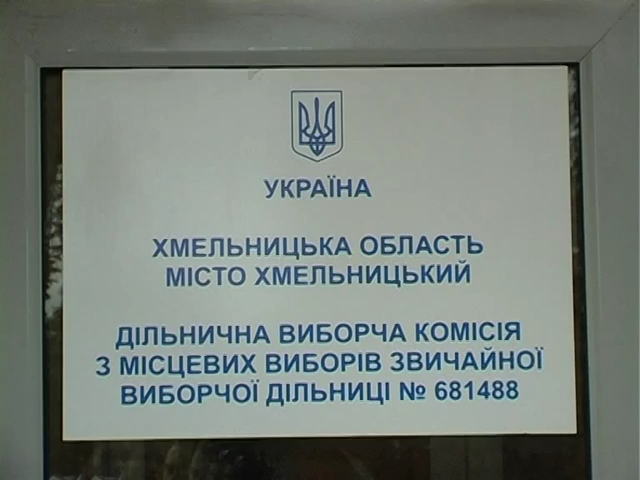 УКРАЇНА
ХМЕЛЬНИЦЬКА ОБЛАСТЬ
МІСТО ХМЕЛЬНИЦЬКИЙ
ДІЛЬНИЧНА ВИБОРЧА КОМІСІЯ
З МІСЦЕВИХ ВИБОРІВ ЗВИЧАЙНОЇ
ВИБОРЧОЇ ДІЛЬНИЦІ № 681488